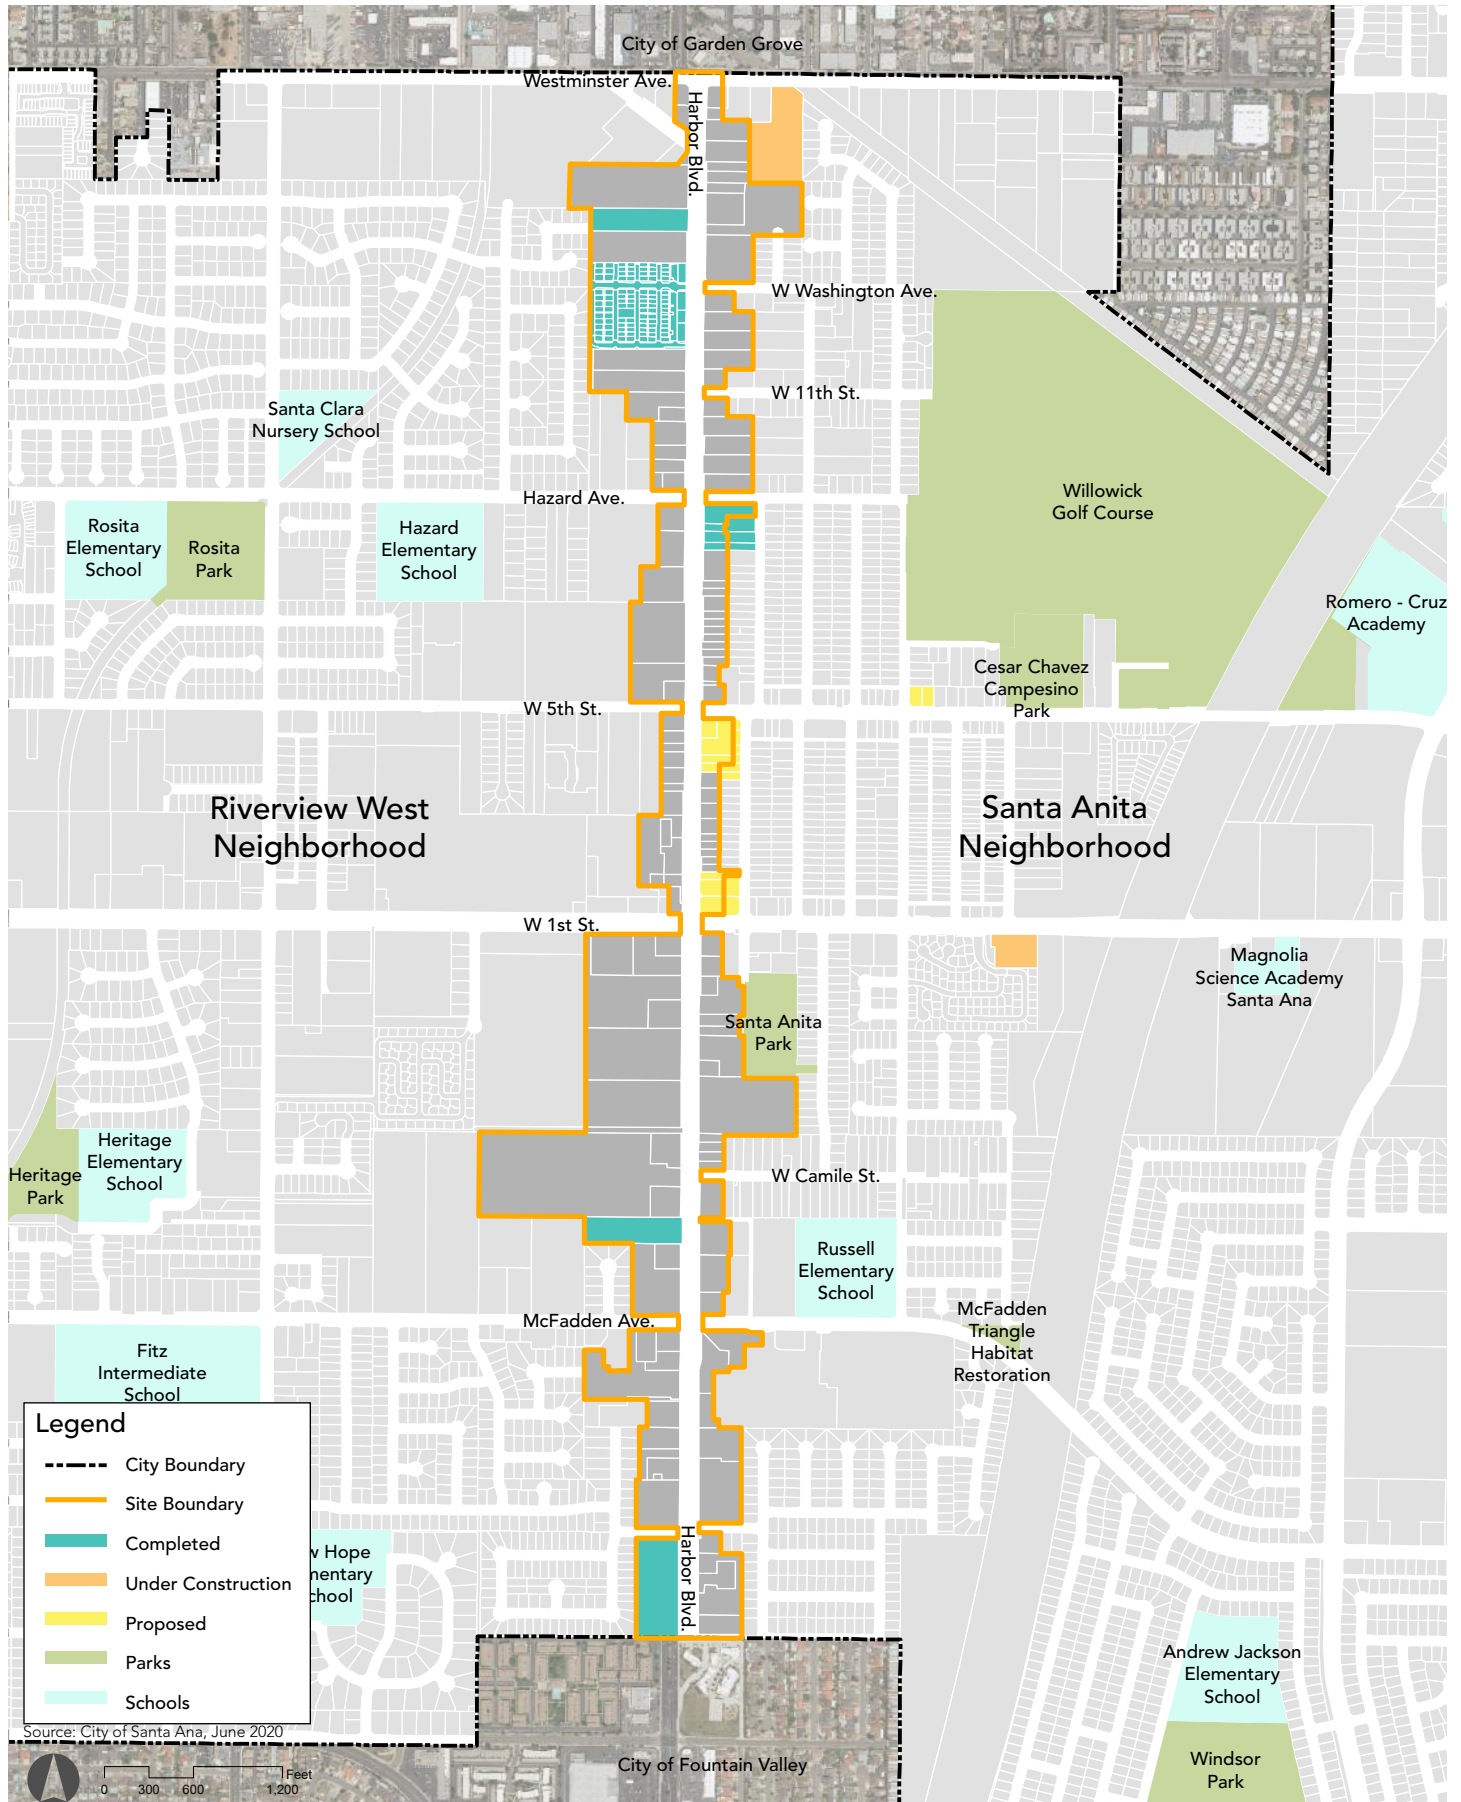 City of Garden Grove
Westminster Ave.
Harbor Blvd.
W Washington Ave.
W 11th St.
Santa Clara
Nursery School
Hazard Ave.
Willowick
Golf Course
Rosita
Elementary
School
Rosita
Park
Hazard
Elementary
School
Romero - Cruz
Academy
Cesar Chavez
Campesino
Park
W 5th St.
Riverview West
Neighborhood
Santa Anita
Neighborhood
W 1st St.
Magnolia
Science Academy
Santa Ana
Santa Anita
Park
Heritage
Elementary
School
Heritage
Park
W Camile St.
Russell
Elementary
School
McFadden Ave.
McFadden
Triangle
Habitat
Restoration
Fitz
Intermediate
School
Legend
City Boundary
Site Boundary
Completed
Under Construction
Proposed
Parks
Schools
w Hope
mentary
chool
Harbor Blvd.
Andrew Jackson
Elementary
School
Windsor
Park
Source: City of Santa Ana, June 2020
City of Fountain Valley
Feet
0 300 600 1,200